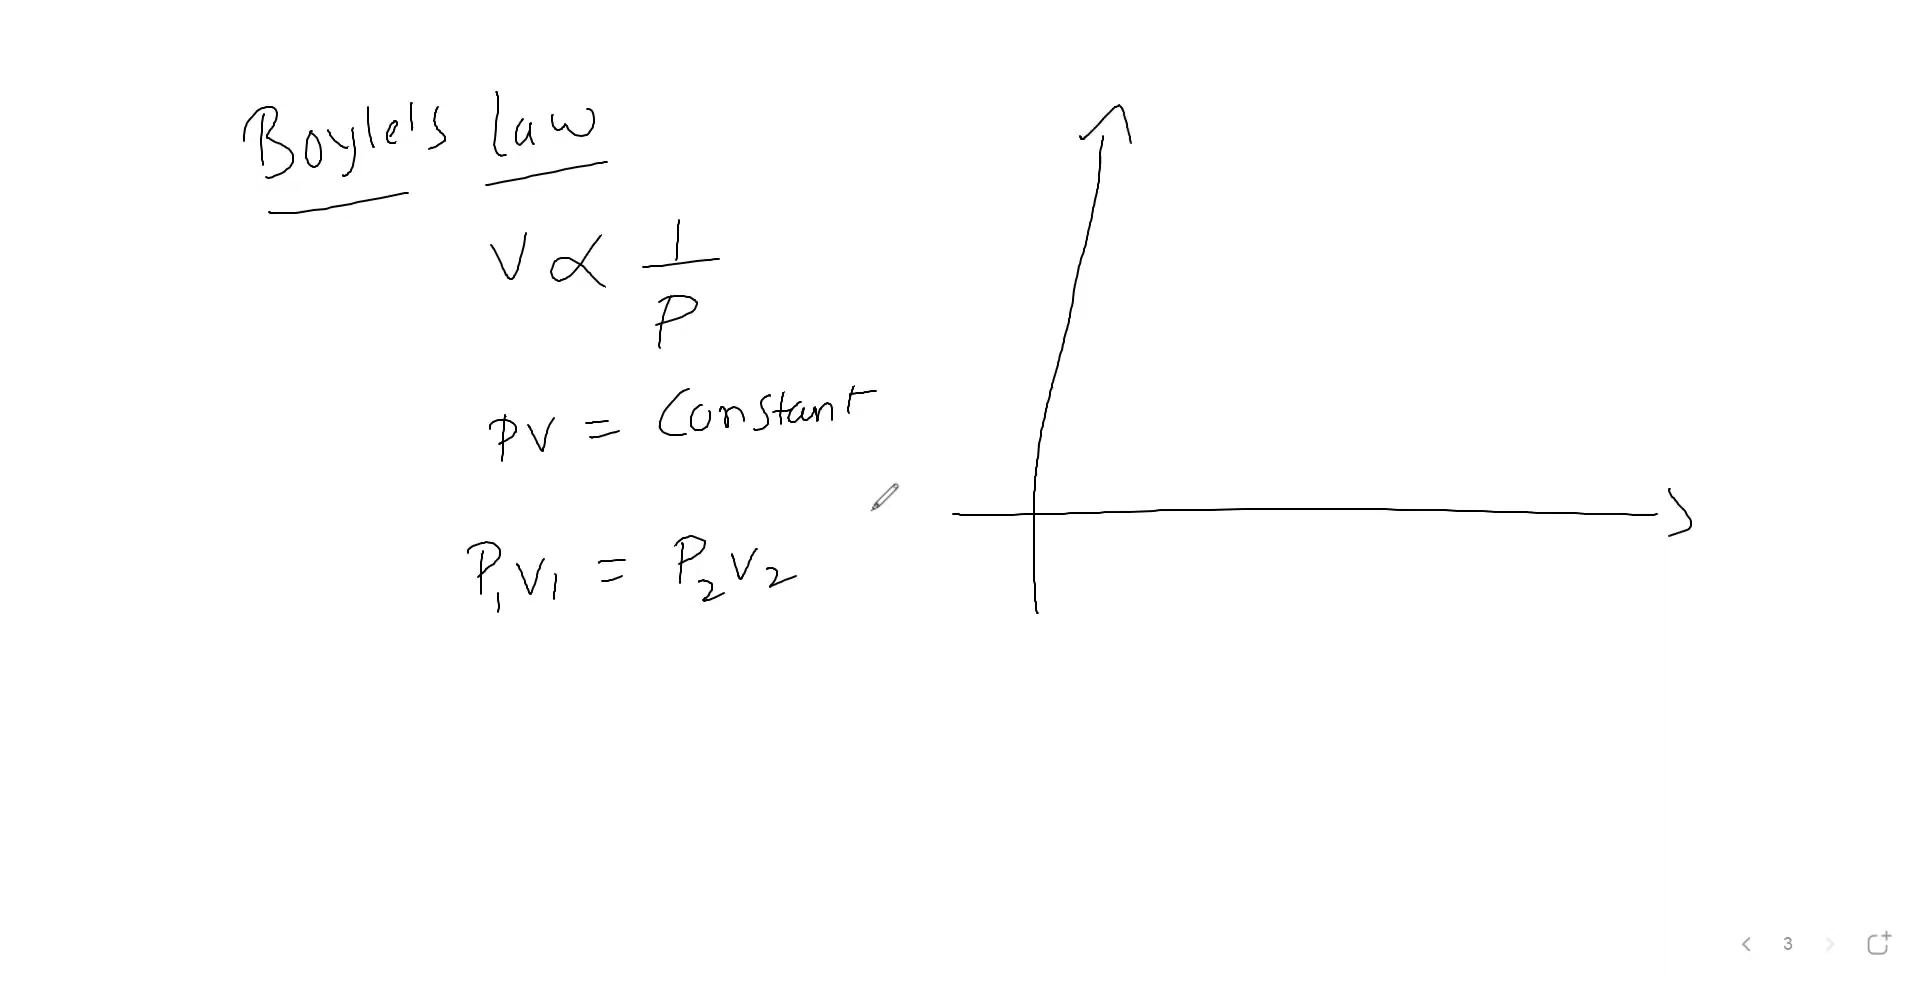 Boyle's law
V ∝ 1/P
PV = Constant
P₁V₁ = P₂V₂
3